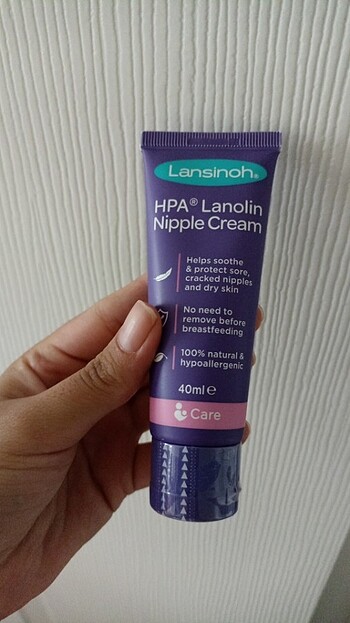 Lansinoh®
HPA® Lanolin
Nipple Cream
Helps soothe
& protect sore,
cracked nipples
and dry skin
No need to
remove before
breastfeeding
100% natural &
hypoallergenic
40ml e
Care